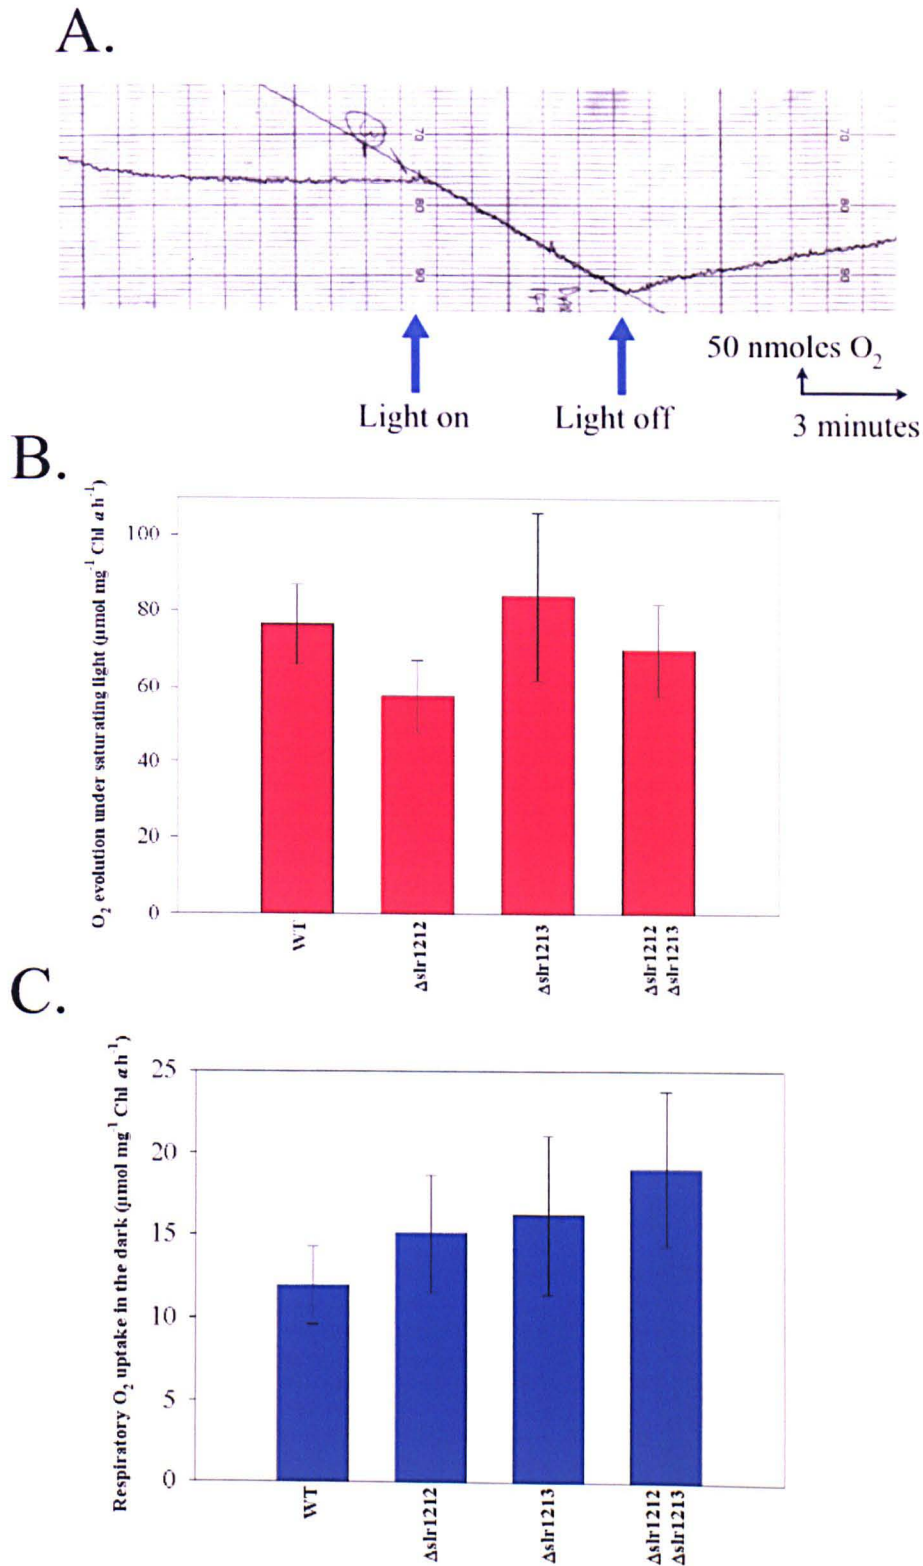 A.
70
70
80
80
90
90
50 nmoles O₂
Light on
Light off
3 minutes
B.
O₂ evolution under saturating light (μmol mg⁻¹ Chl a h⁻¹)
100
80
60
40
20
0
WT
Δslr1212
Δslr1213
Δslr1212
Δslr1213
C.
Respiratory O₂ uptake in the dark (μmol mg⁻¹ Chl a h⁻¹)
25
20
15
10
5
0
WT
Δslr1212
Δslr1213
Δslr1212
Δslr1213